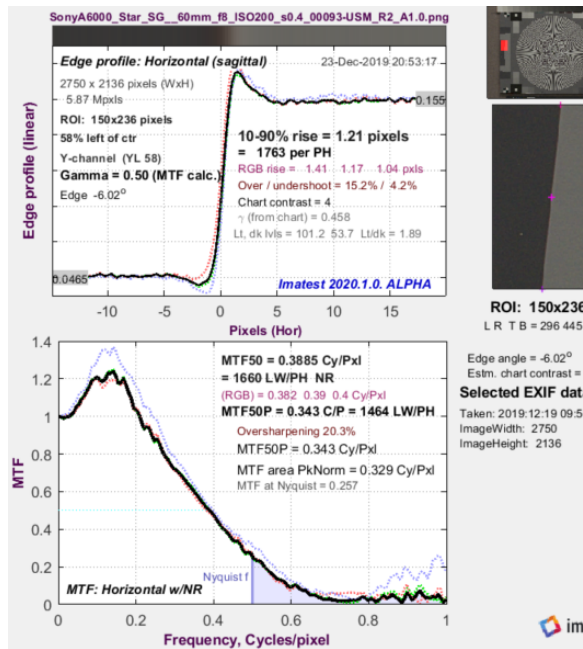 SonyA6000_Star_SG__60mm_f8_ISO200_s0.4_00093-USM_R2_A1.0.png
Edge profile: Horizontal (sagittal)
23-Dec-2019 20:53:17
2750 x 2136 pixels (WxH)
5.87 Mpxls
ROI: 150x236 pixels
58% left of ctr
Y-channel (YL 58)
Gamma = 0.50 (MTF calc.)
Edge -6.02°
0.155
10-90% rise = 1.21 pixels
= 1763 per PH
RGB rise = 1.41 1.17 1.04 pxls
Over / undershoot = 15.2% / 4.2%
Chart contrast = 4
γ (from chart) = 0.458
Lt, dk lvls = 101.2 53.7 Lt/dk = 1.89
Edge profile (linear)
0.0465
Imatest 2020.1.0. ALPHA
-10 -5 0 5 10 15
Pixels (Hor)
ROI: 150x236
L R T B = 296 445
Edge angle = -6.02°
Estm. chart contrast =
Selected EXIF data
Taken: 2019:12:19 09:5
ImageWidth: 2750
ImageHeight: 2136
MTF50 = 0.3885 Cy/Pxl
= 1660 LW/PH NR
(RGB) = 0.382 0.39 0.4 Cy/Pxl
MTF50P = 0.343 C/P = 1464 LW/PH
Oversharpening 20.3%
MTF50P = 0.343 Cy/Pxl
MTF area PkNorm = 0.329 Cy/Pxl
MTF at Nyquist = 0.257
MTF
1.4
1.2
1
0.8
0.6
0.4
0.2
0
Nyquist f
MTF: Horizontal w/NR
0 0.2 0.4 0.6 0.8 1
Frequency, Cycles/pixel
im